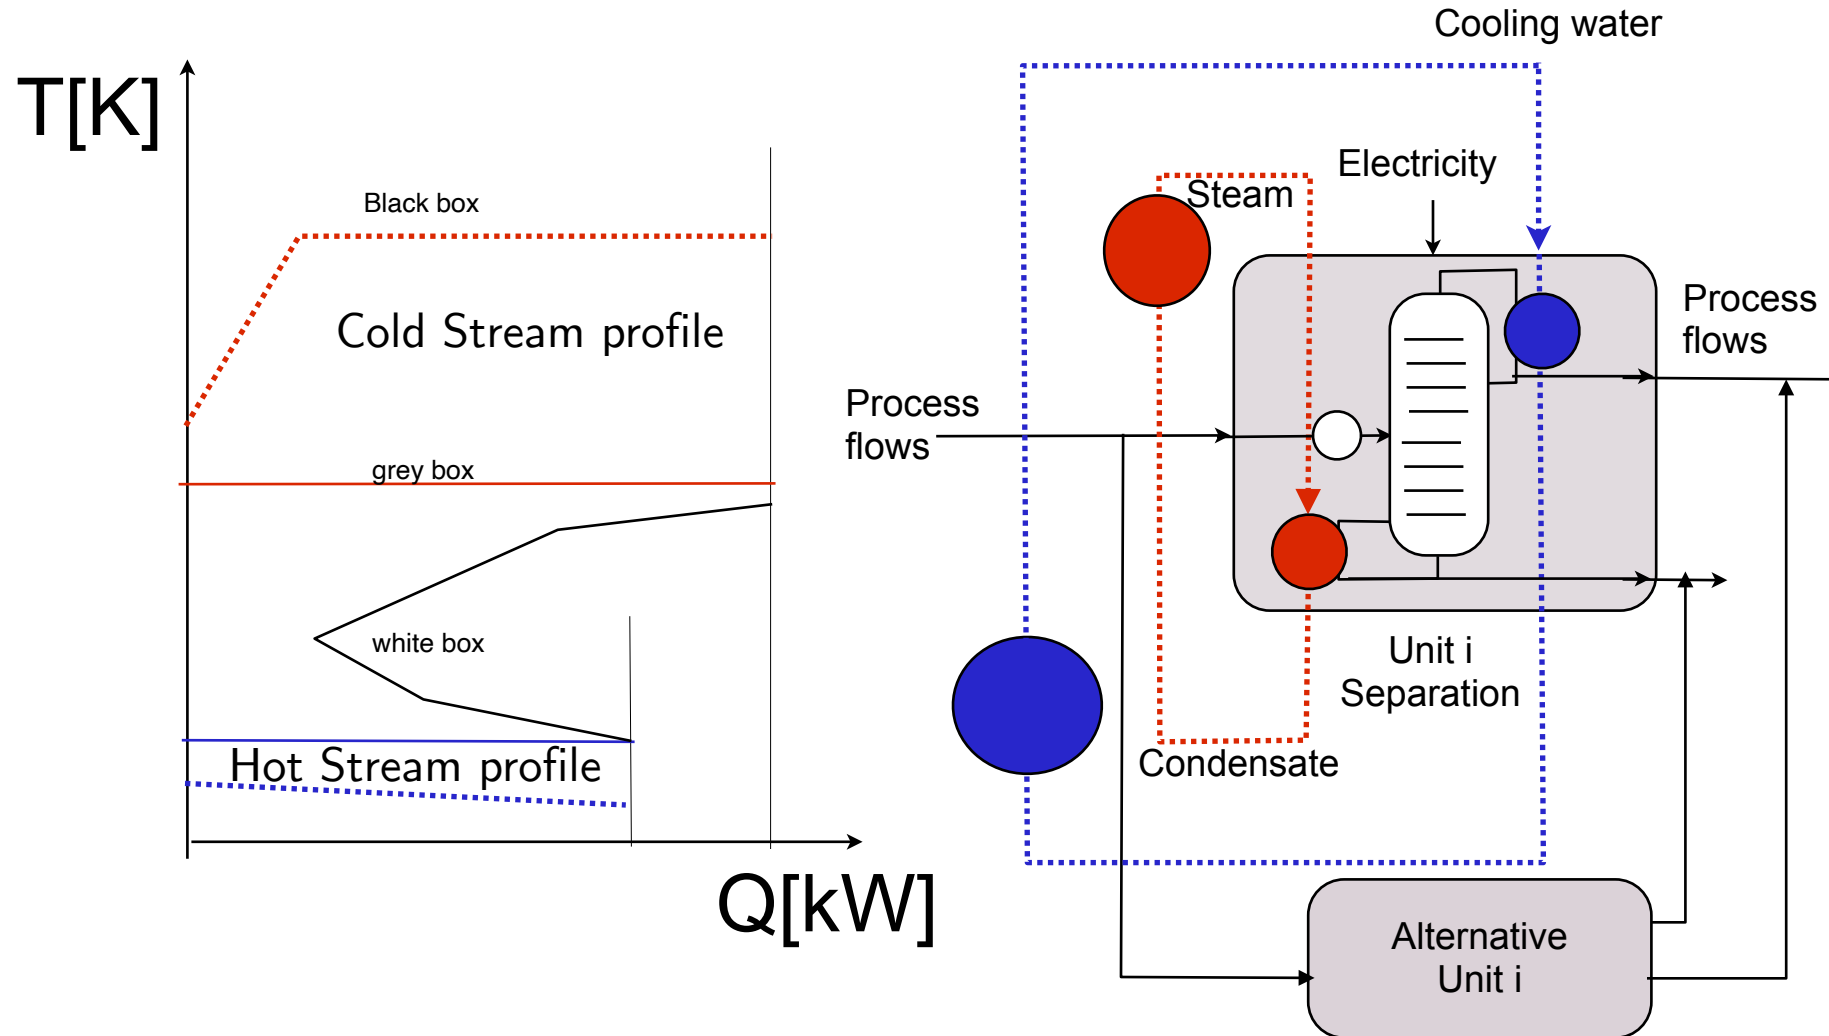 T[K]
Black box
Cold Stream profile
grey box
white box
Hot Stream profile
Q[kW]
Cooling water
Electricity
Steam
Process
flows
Process
flows
Unit i
Separation
Condensate
Alternative
Unit i